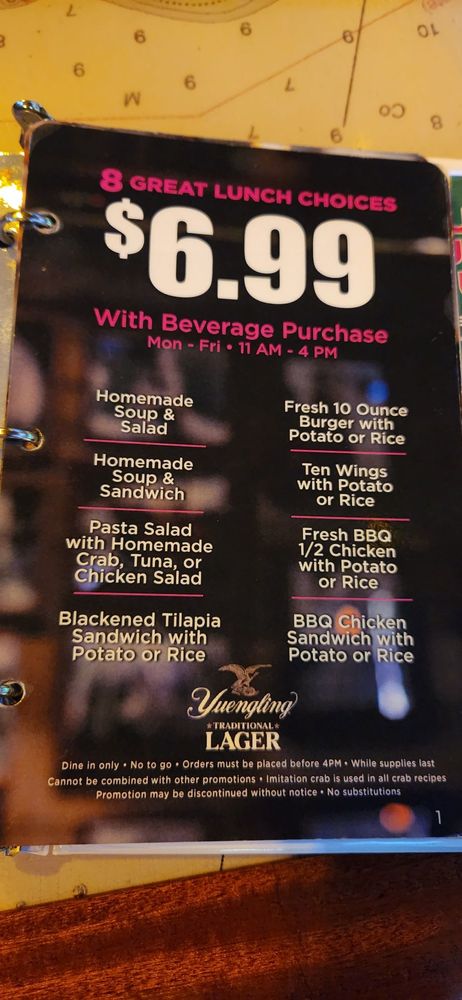 8 GREAT LUNCH CHOICES
$6.99
With Beverage Purchase
Mon - Fri • 11 AM - 4 PM
Homemade
Soup &
Salad
Homemade
Soup &
Sandwich
Pasta Salad
with Homemade
Crab, Tuna, or
Chicken Salad
Blackened Tilapia
Sandwich with
Potato or Rice
Fresh 10 Ounce
Burger with
Potato or Rice
Ten Wings
with Potato
or Rice
Fresh BBQ
1/2 Chicken
with Potato
or Rice
BBQ Chicken
Sandwich with
Potato or Rice
Yuengling
TRADITIONAL
LAGER
Dine in only • No to go • Orders must be placed before 4PM • While supplies last
Cannot be combined with other promotions • Imitation crab is used in all crab recipes
Promotion may be discontinued without notice • No substitutions
1